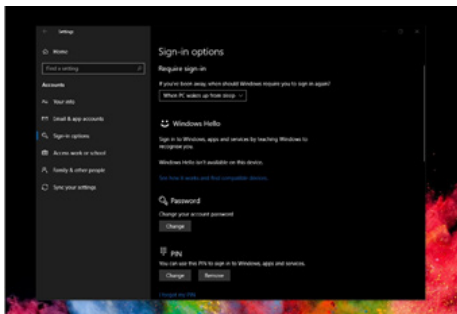 Settings
Home
Find a setting
Accounts
Your info
Email & app accounts
Sign-in options
Access work or school
Family & other people
Sync your settings
Sign-in options
Require sign-in
If you've been away, when should Windows require you to sign in again?
When PC wakes up from sleep
Windows Hello
Sign in to Windows, apps and services by teaching Windows to
recognise you.
Windows Hello isn't available on this device.
See how it works and find compatible devices.
Password
Change your account password
Change
PIN
You can use this PIN to sign in to Windows, apps and services.
Change Remove
I forgot my PIN